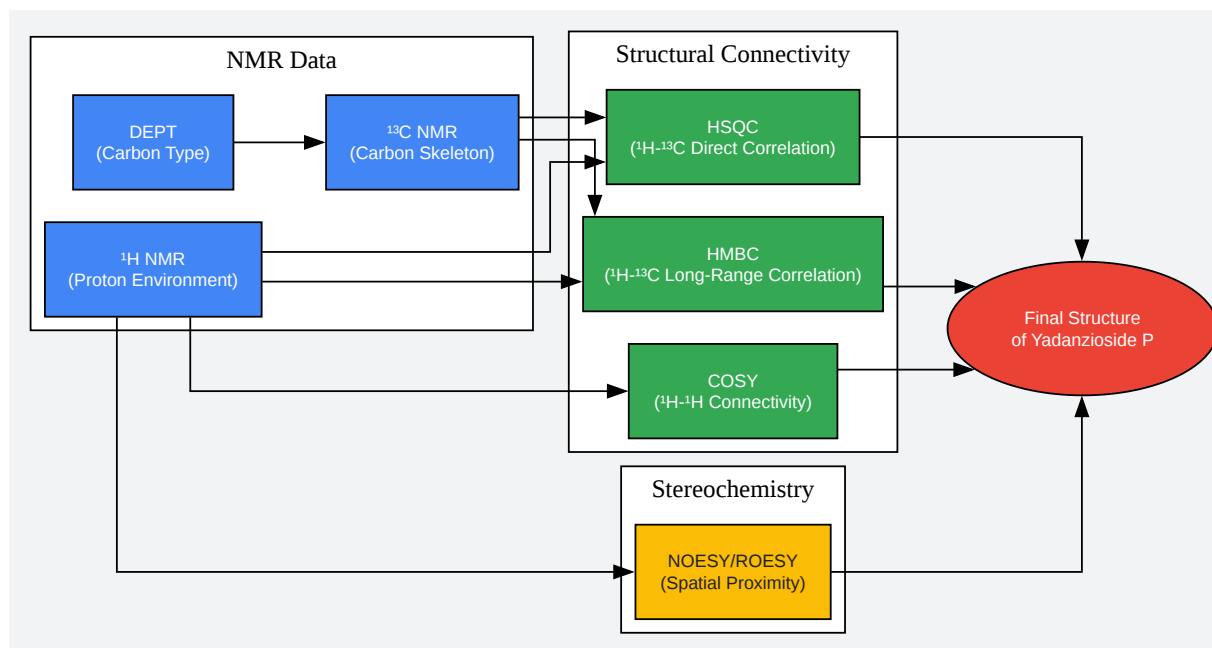 NMR Data
DEPT
(Carbon Type)
¹³C NMR
(Carbon Skeleton)
¹H NMR
(Proton Environment)
Structural Connectivity
HSQC
(¹H-¹³C Direct Correlation)
HMBC
(¹H-¹³C Long-Range Correlation)
COSY
(¹H-¹H Connectivity)
Stereochemistry
NOESY/ROESY
(Spatial Proximity)
Final Structure
of Yadanzioside P